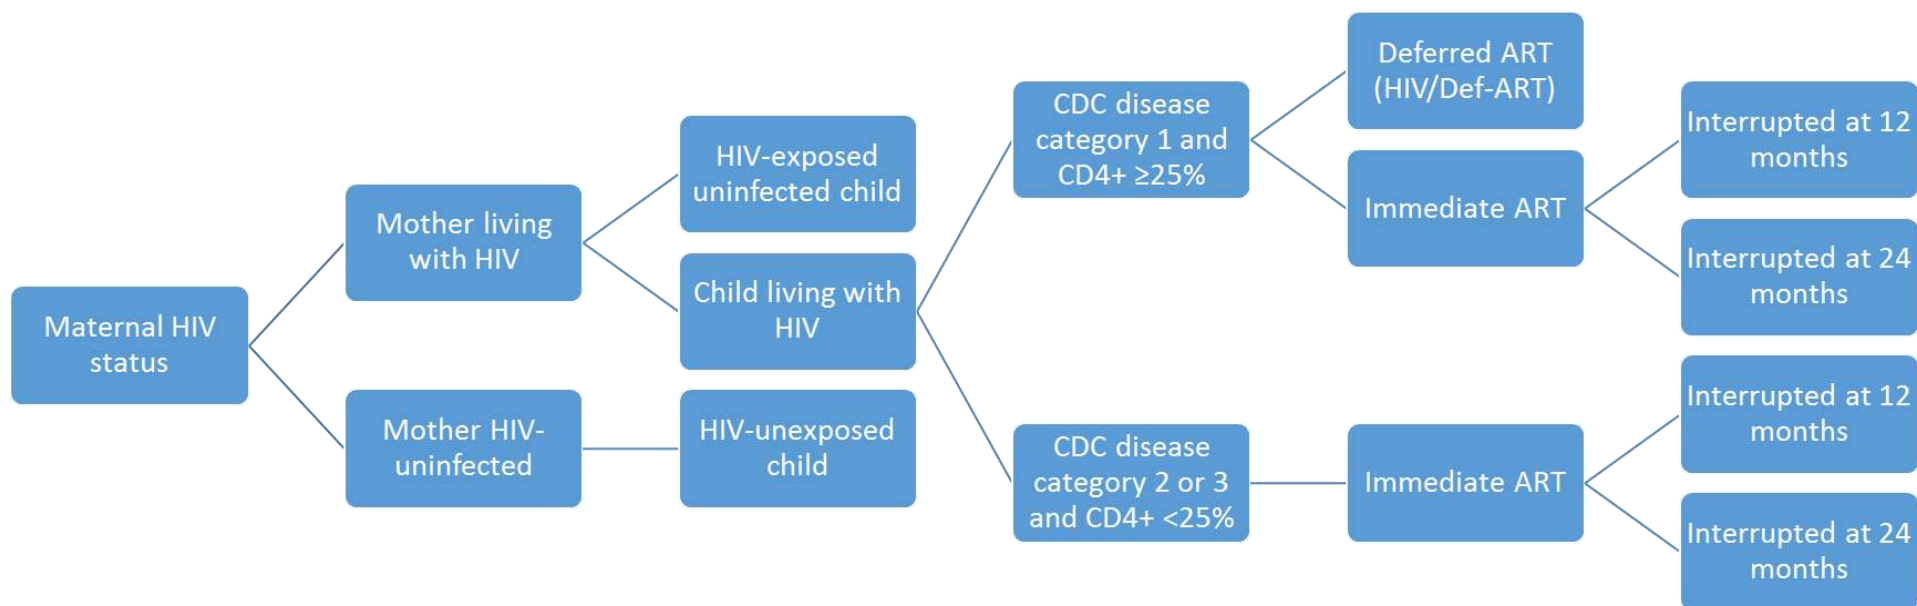 Maternal HIV
status
Mother living
with HIV
Mother HIV-
uninfected
HIV-exposed
uninfected child
Child living with
HIV
HIV-unexposed
child
CDC disease
category 1 and
CD4+ ≥25%
CDC disease
category 2 or 3
and CD4+ <25%
Deferred ART
(HIV/Def-ART)
Immediate ART
Immediate ART
Interrupted at 12
months
Interrupted at 24
months
Interrupted at 12
months
Interrupted at 24
months